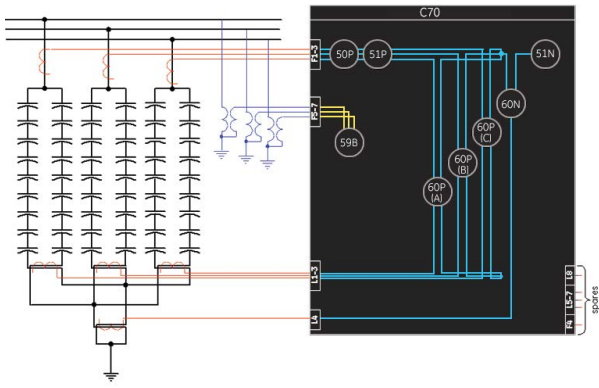 C70
F1-3
50P
51P
51N
60N
F5-7
59B
60P
(C)
60P
(B)
60P
(A)
L1-3
L8
L5-7
spares
L4
F4